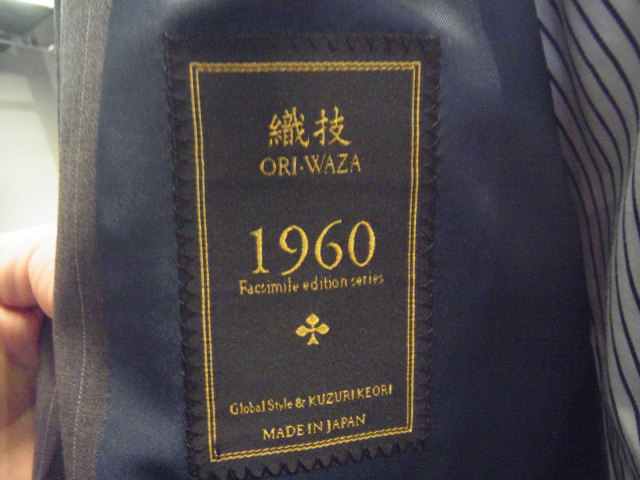 織技
ORI-WAZA
1960
Facsimile edition series
Global Style & KUZURI KEORI
MADE IN JAPAN